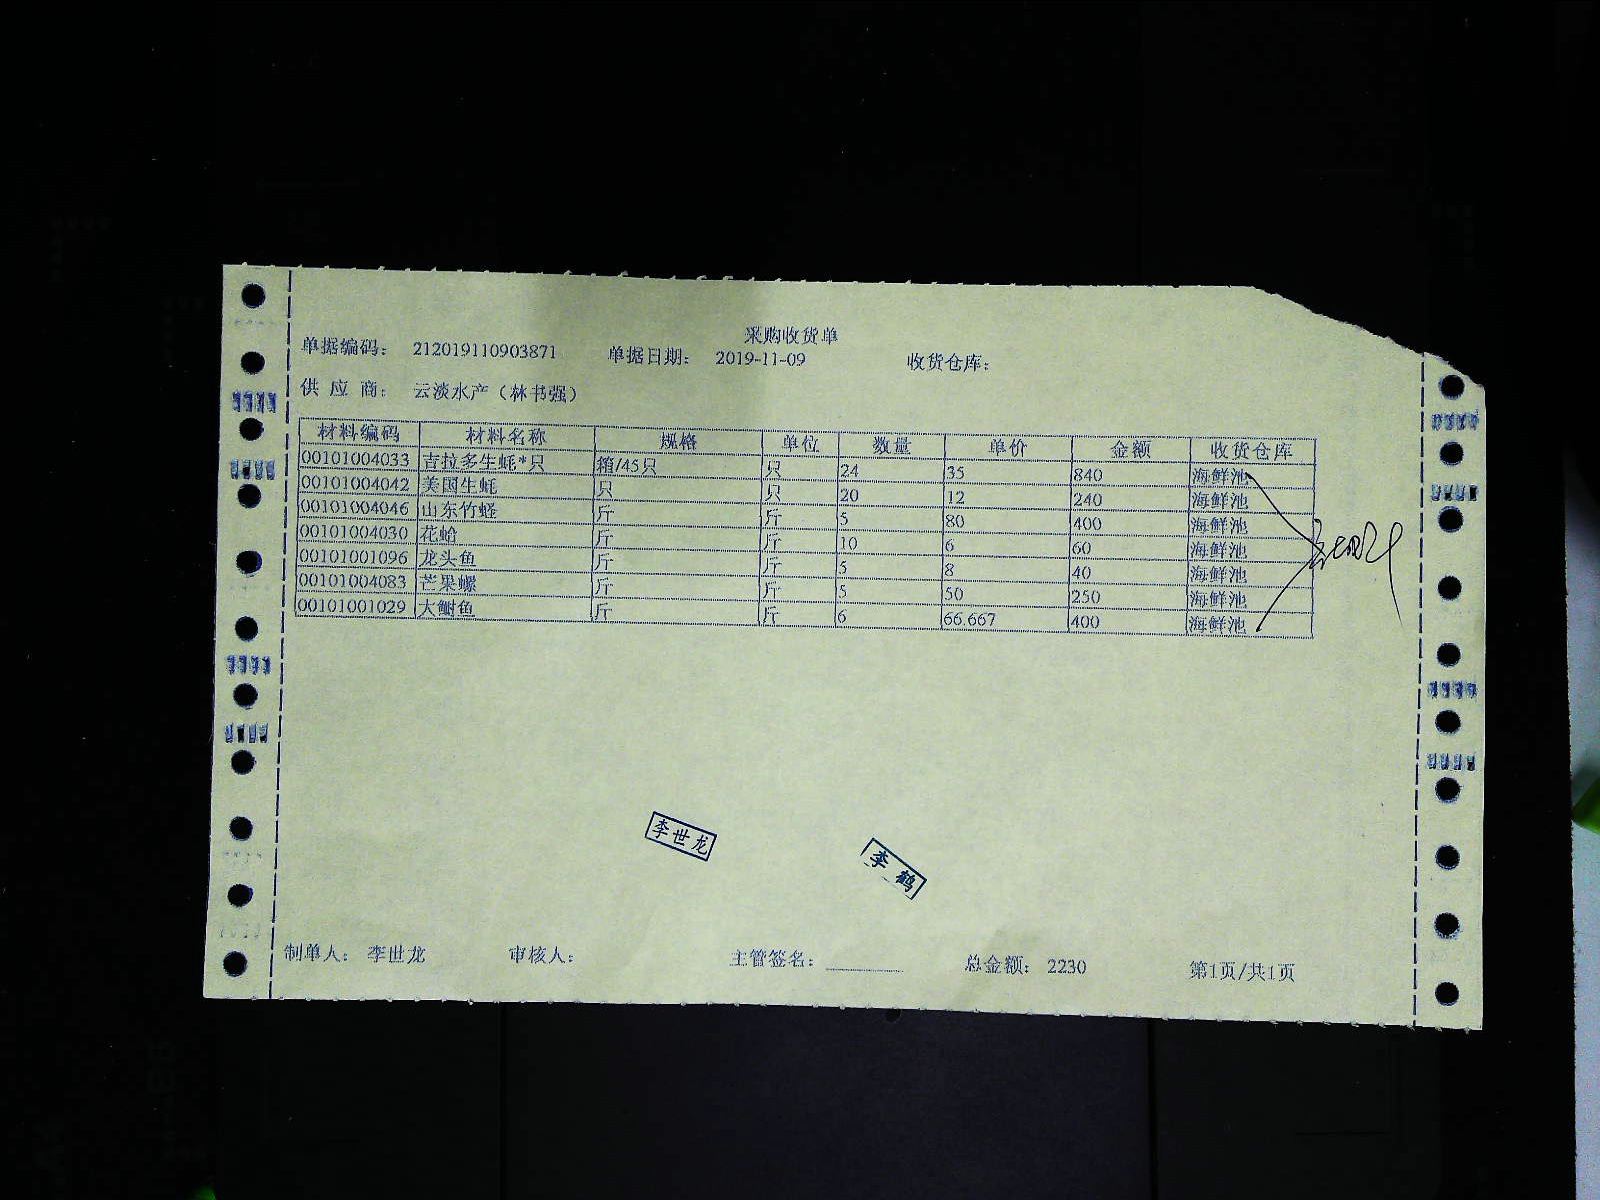 采购收货单
单据编码： 212019110903871 单据日期： 2019-11-09 收货仓库：
供 应 商： 云淡水产（林书强）
材料编码 材料名称 规格 单位 数量 单价 金额 收货仓库
00101004033 吉拉多生蚝*只 箱/45只 只 24 35 840 海鲜池
00101004042 美国生蚝 只 只 20 12 240 海鲜池
00101004046 山东竹蛏 斤 斤 5 80 400 海鲜池
00101004030 花蛤 斤 斤 10 6 60 海鲜池
00101001096 龙头鱼 斤 斤 5 8 40 海鲜池
00101004083 芒果螺 斤 斤 5 50 250 海鲜池
00101001029 大鲥鱼 斤 斤 6 66.667 400 海鲜池
李世龙
李鹤
制单人： 李世龙 审核人： 主管签名： 总金额： 2230 第1页/共1页